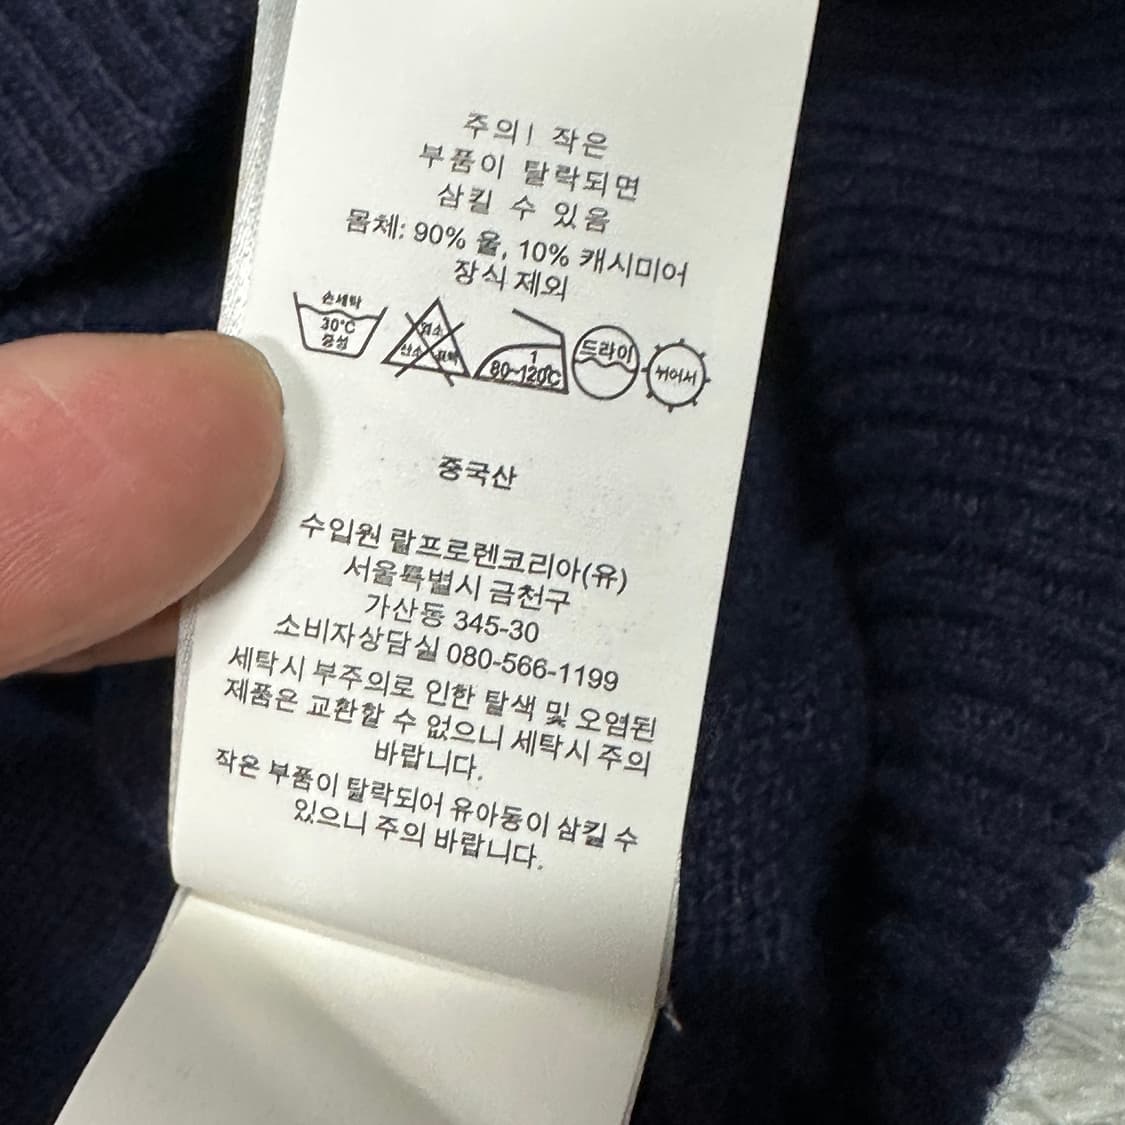 주의! 작은
부품이 탈락되면
삼킬 수 있음
몸체: 90% 울, 10% 캐시미어
장식 제외
손세탁
30°C
중성
염소
산소 표백
1
80~120℃
드라이
뉘어서
중국산
수입원 랄프로렌코리아(유)
서울특별시 금천구
가산동 345-30
소비자상담실 080-566-1199
세탁시 부주의로 인한 탈색 및 오염된
제품은 교환할 수 없으니 세탁시 주의
바랍니다.
작은 부품이 탈락되어 유아동이 삼킬 수
있으니 주의 바랍니다.